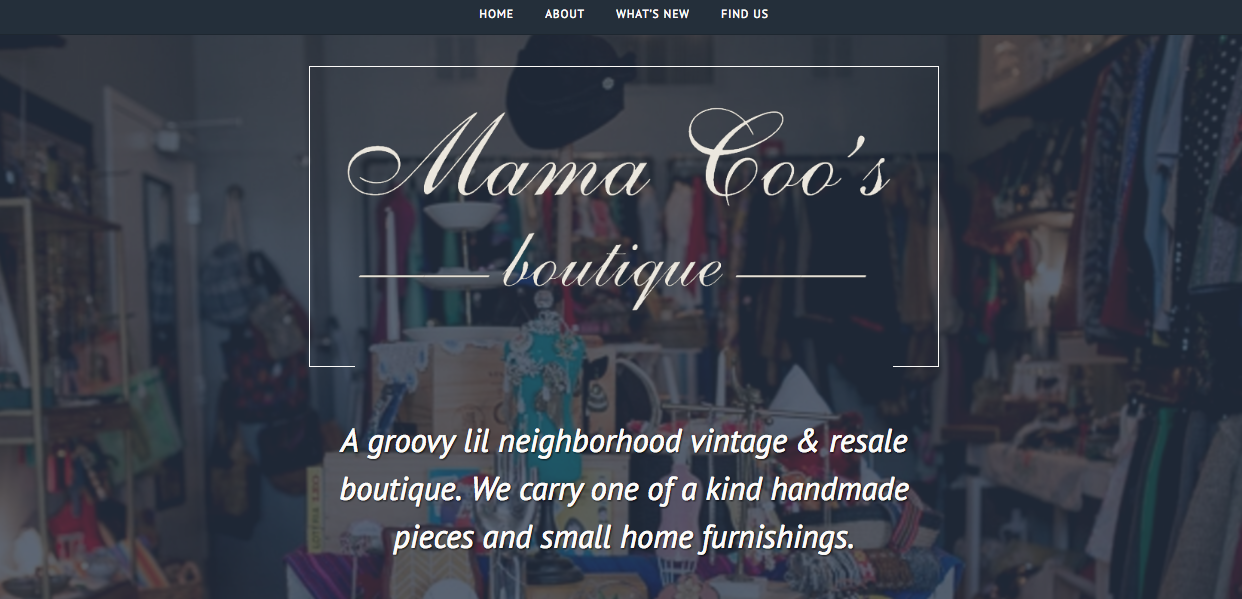 HOME ABOUT WHAT'S NEW FIND US
Mama Coo's
boutique
A groovy lil neighborhood vintage & resale
boutique. We carry one of a kind handmade
pieces and small home furnishings.